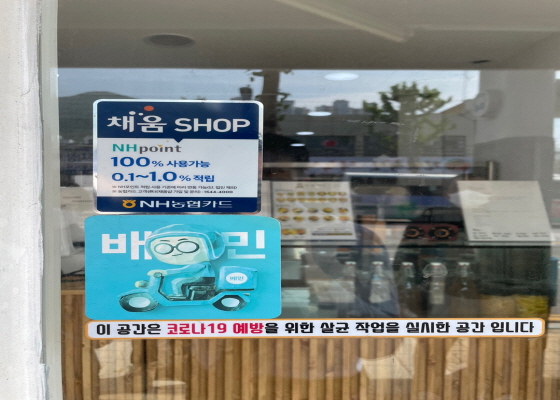 채움 SHOP
NHpoint
100% 사용가능
0.1~1.0% 적립
NH농협카드
배 민
배민
이 공간은 코로나19 예방을 위한 살균 작업을 실시한 공간 입니다